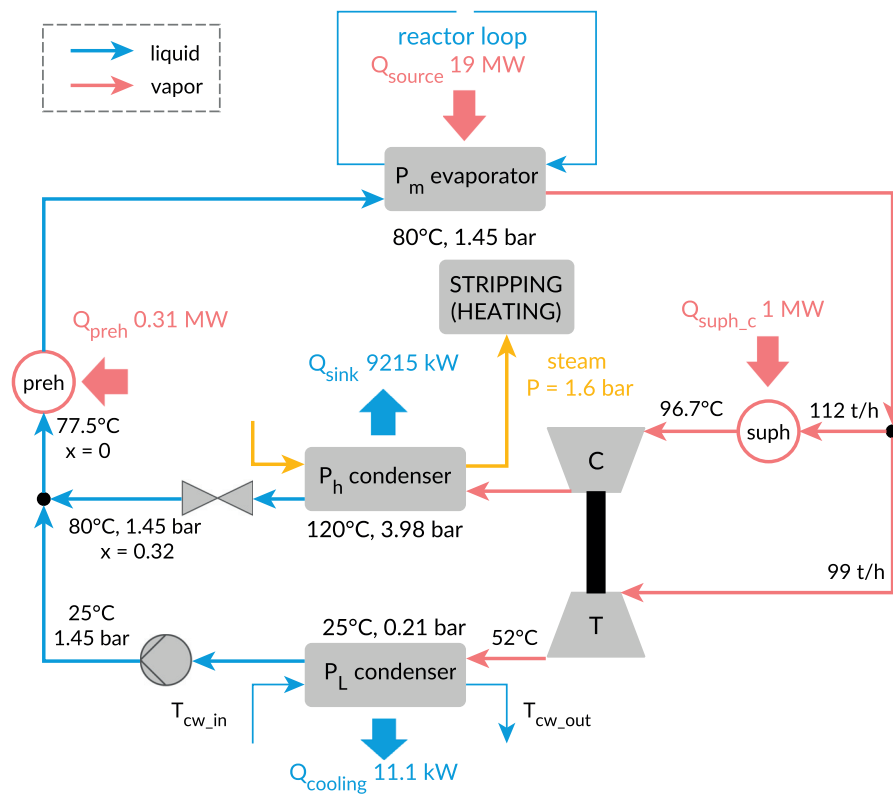 liquid
vapor
reactor loop
Qsource 19 MW
Pm evaporator
80°C, 1.45 bar
STRIPPING
(HEATING)
Qpreh 0.31 MW
Qsuph_c 1 MW
Qsink 9215 kW
steam
P = 1.6 bar
preh
96.7°C
suph
112 t/h
77.5°C
x = 0
C
Ph condenser
80°C, 1.45 bar
x = 0.32
120°C, 3.98 bar
99 t/h
25°C
1.45 bar
25°C, 0.21 bar
52°C
T
PL condenser
Tcw_in
Tcw_out
Qcooling 11.1 kW